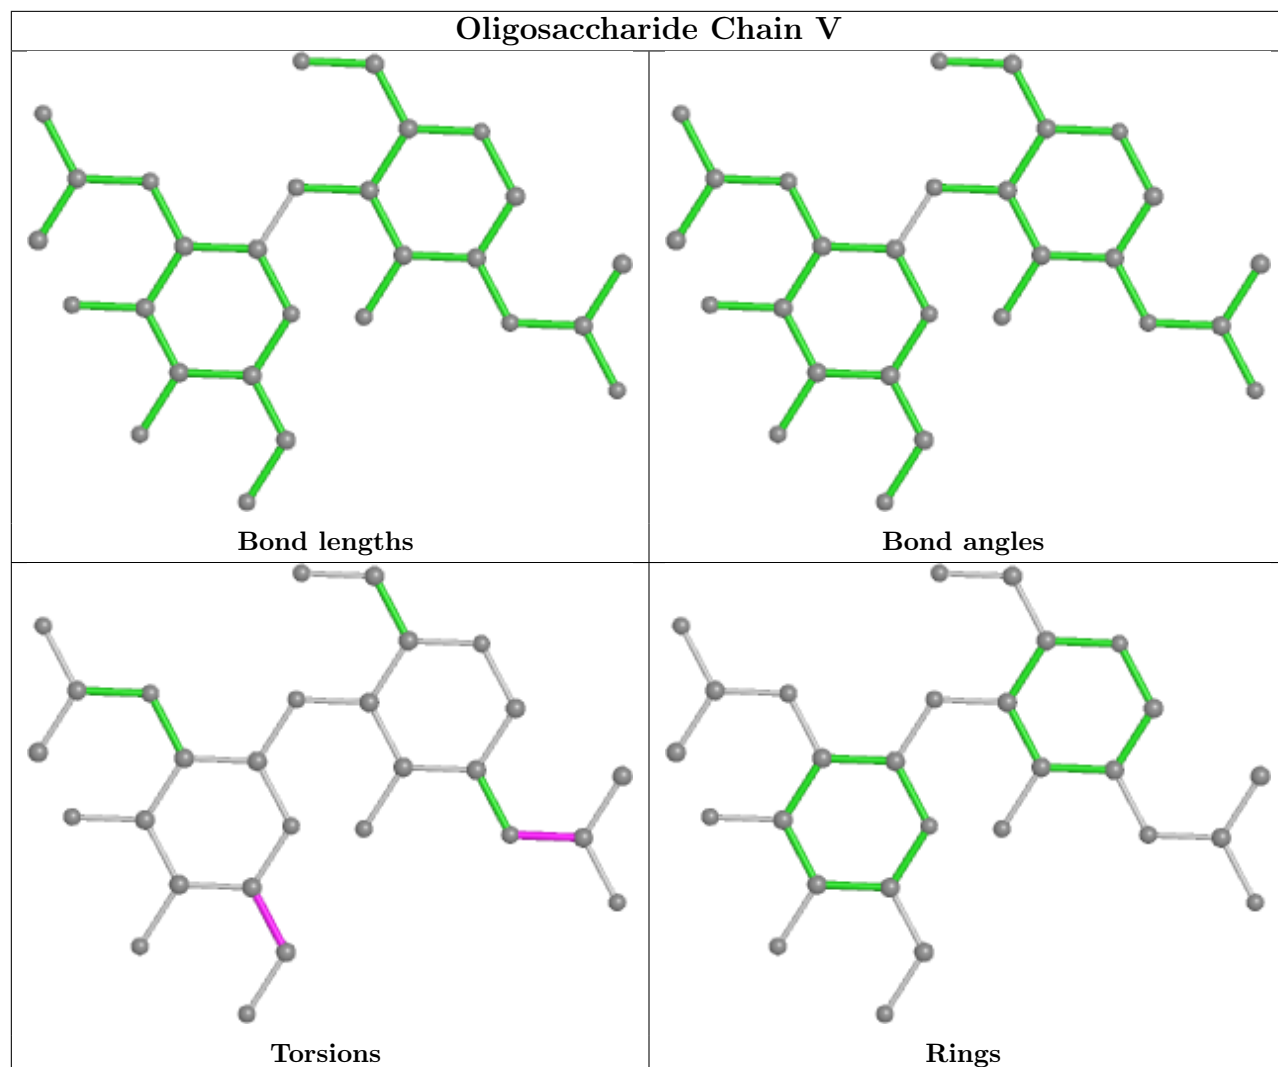 Oligosaccharide Chain V
Bond lengths
Bond angles
Torsions
Rings